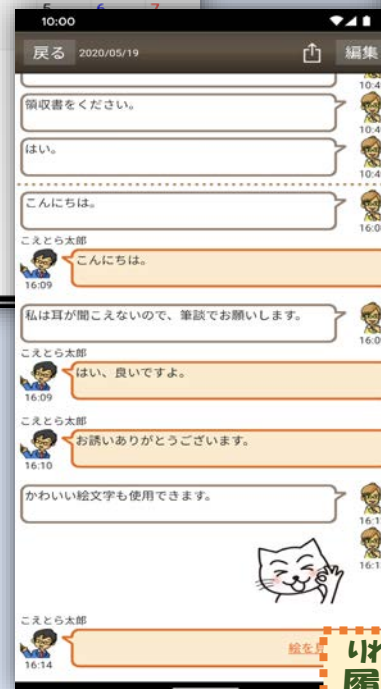 5 6 7
10:00
戻る 2020/05/19 編集
領収書をください。
はい。
こんにちは。
こえとら太郎
こんにちは。
16:09
私は耳が聞こえないので、筆談でお願いします。
こえとら太郎
はい、良いですよ。
16:09
こえとら太郎
お誘いありがとうございます。
16:10
かわいい絵文字も使用できます。
こえとら太郎
16:14
絵を
履